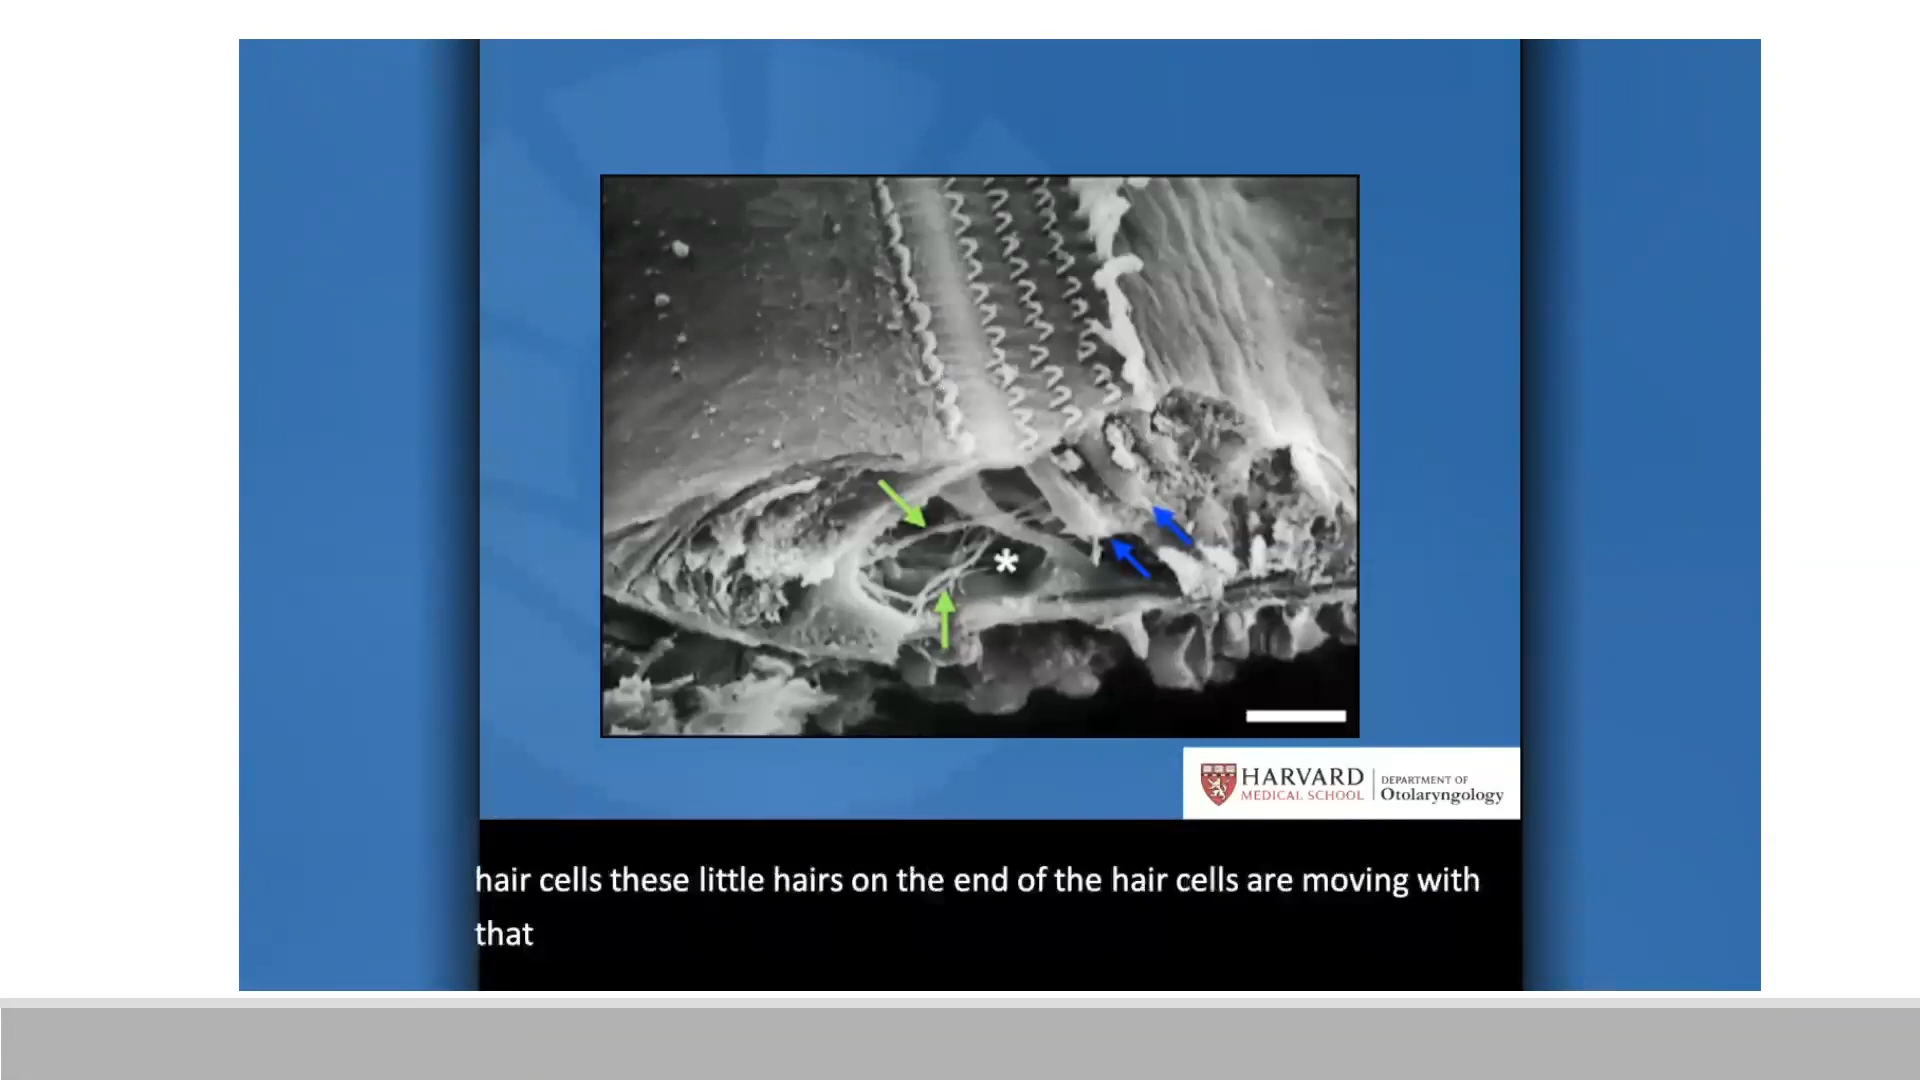 HARVARD
MEDICAL SCHOOL
DEPARTMENT OF
Otolaryngology
hair cells these little hairs on the end of the hair cells are moving with
that